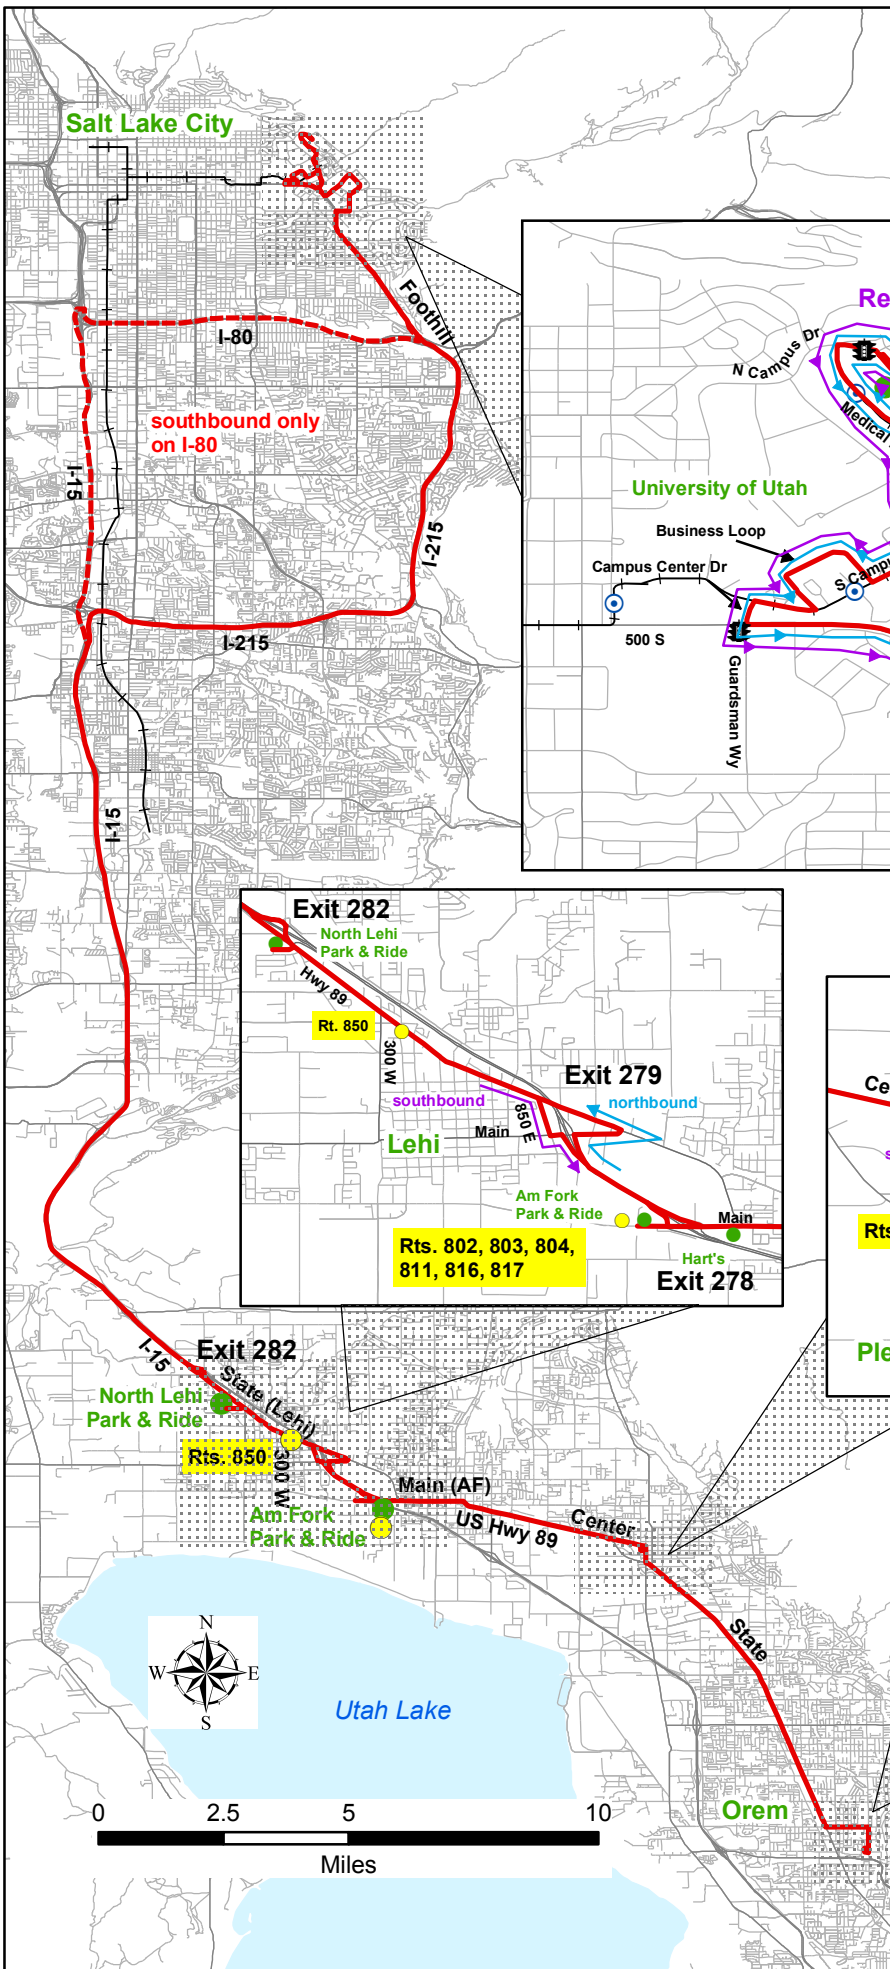 Salt Lake City
Foothill
I-80
southbound only
on I-80
I-15
I-215
I-215
I-15
Re
N Campus Dr
Medical
University of Utah
Business Loop
Campus Center Dr
S Campu
500 S
Guardsman Wy
Exit 282
North Lehi
Park & Ride
Hwy 89
Rt. 850
300 W
Exit 279
southbound
northbound
850 E
Main
Lehi
Am Fork
Park & Ride
Main
Rts. 802, 803, 804,
811, 816, 817
Hart's
Exit 278
Ce
s
Rts
Ple
I-15
Exit 282
State (Lehi)
North Lehi
Park & Ride
Rts. 850
300 W
Main (AF)
Am Fork
Park & Ride
US Hwy 89
Center
State
N
W E
S
Utah Lake
Orem
0 2.5 5 10
Miles